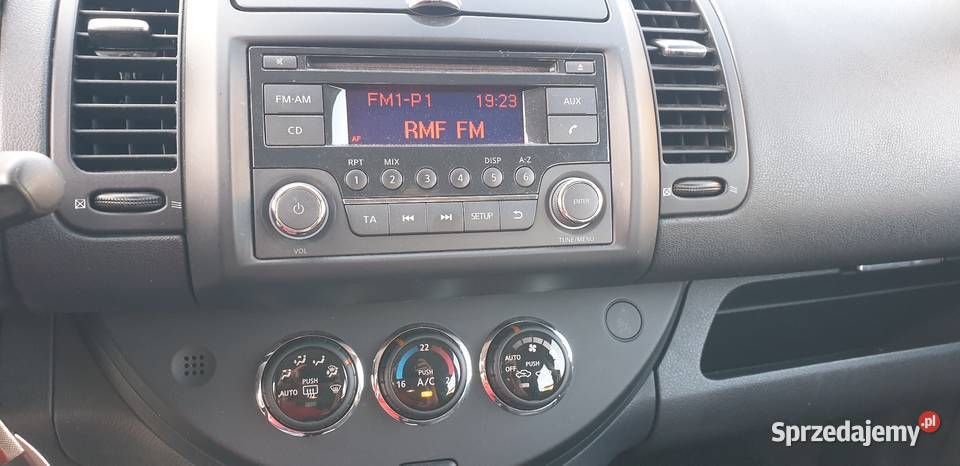 FM·AM
FM1-P1 19:23
AUX
CD
AF
RMF FM
RPT MIX DISP A-Z
1 2 3 4 5 6
TA SETUP
ENTER
VOL
TUNE/MENU
22
AUTO
PUSH PUSH PUSH
OFF
AUTO 16 A/C
Sprzedajemy.pl